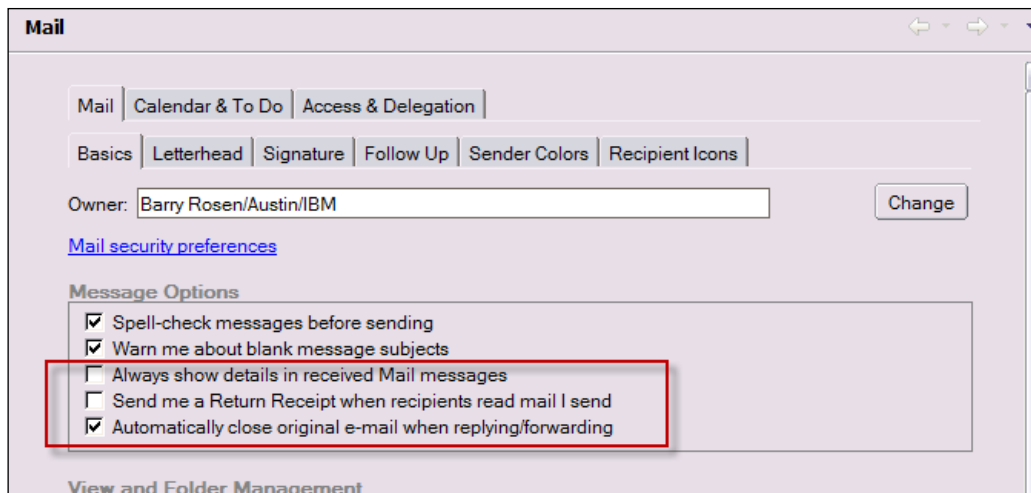 Mail
Mail Calendar & To Do Access & Delegation
Basics Letterhead Signature Follow Up Sender Colors Recipient Icons
Owner: Barry Rosen/Austin/IBM Change
Mail security preferences
Message Options
Spell-check messages before sending
Warn me about blank message subjects
Always show details in received Mail messages
Send me a Return Receipt when recipients read mail I send
Automatically close original e-mail when replying/forwarding
View and Folder Management